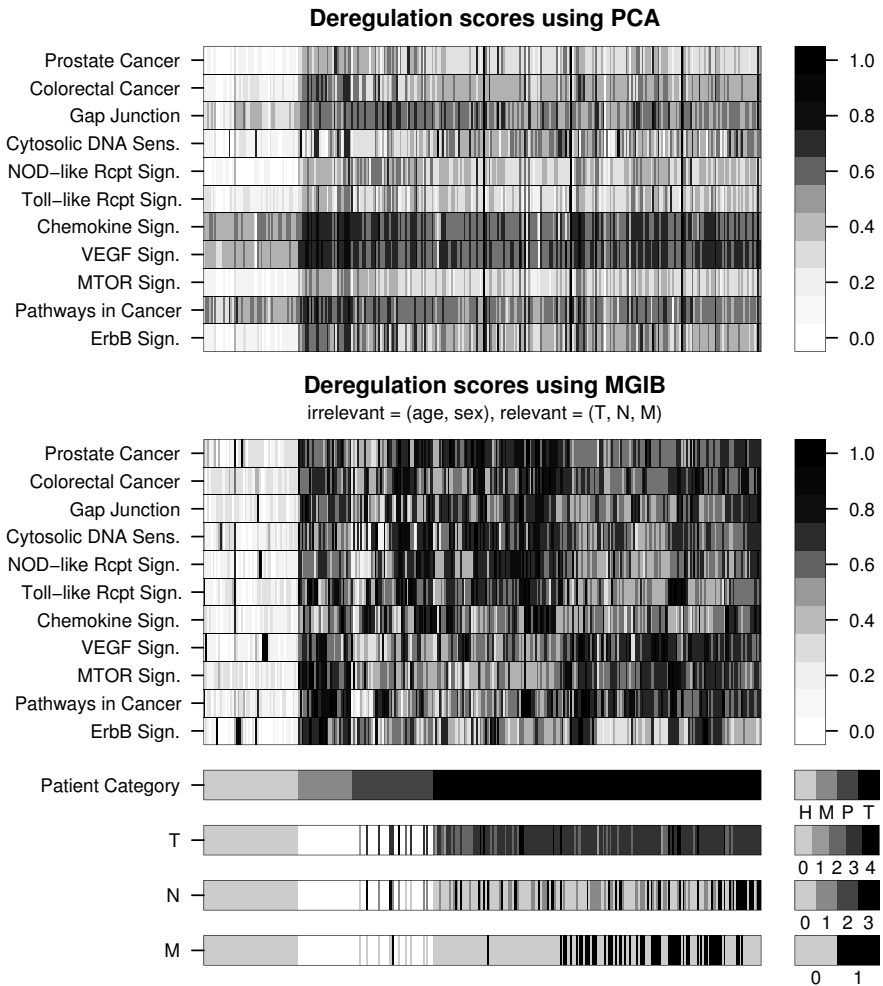 Deregulation scores using PCA
Prostate Cancer
Colorectal Cancer
Gap Junction
Cytosolic DNA Sens.
NOD−like Rcpt Sign.
Toll−like Rcpt Sign.
Chemokine Sign.
VEGF Sign.
MTOR Sign.
Pathways in Cancer
ErbB Sign.
1.0
0.8
0.6
0.4
0.2
0.0
Deregulation scores using MGIB
irrelevant = (age, sex), relevant = (T, N, M)
Prostate Cancer
Colorectal Cancer
Gap Junction
Cytosolic DNA Sens.
NOD−like Rcpt Sign.
Toll−like Rcpt Sign.
Chemokine Sign.
VEGF Sign.
MTOR Sign.
Pathways in Cancer
ErbB Sign.
1.0
0.8
0.6
0.4
0.2
0.0
Patient Category
H M P T
T
0 1 2 3 4
N
0 1 2 3
M
0 1